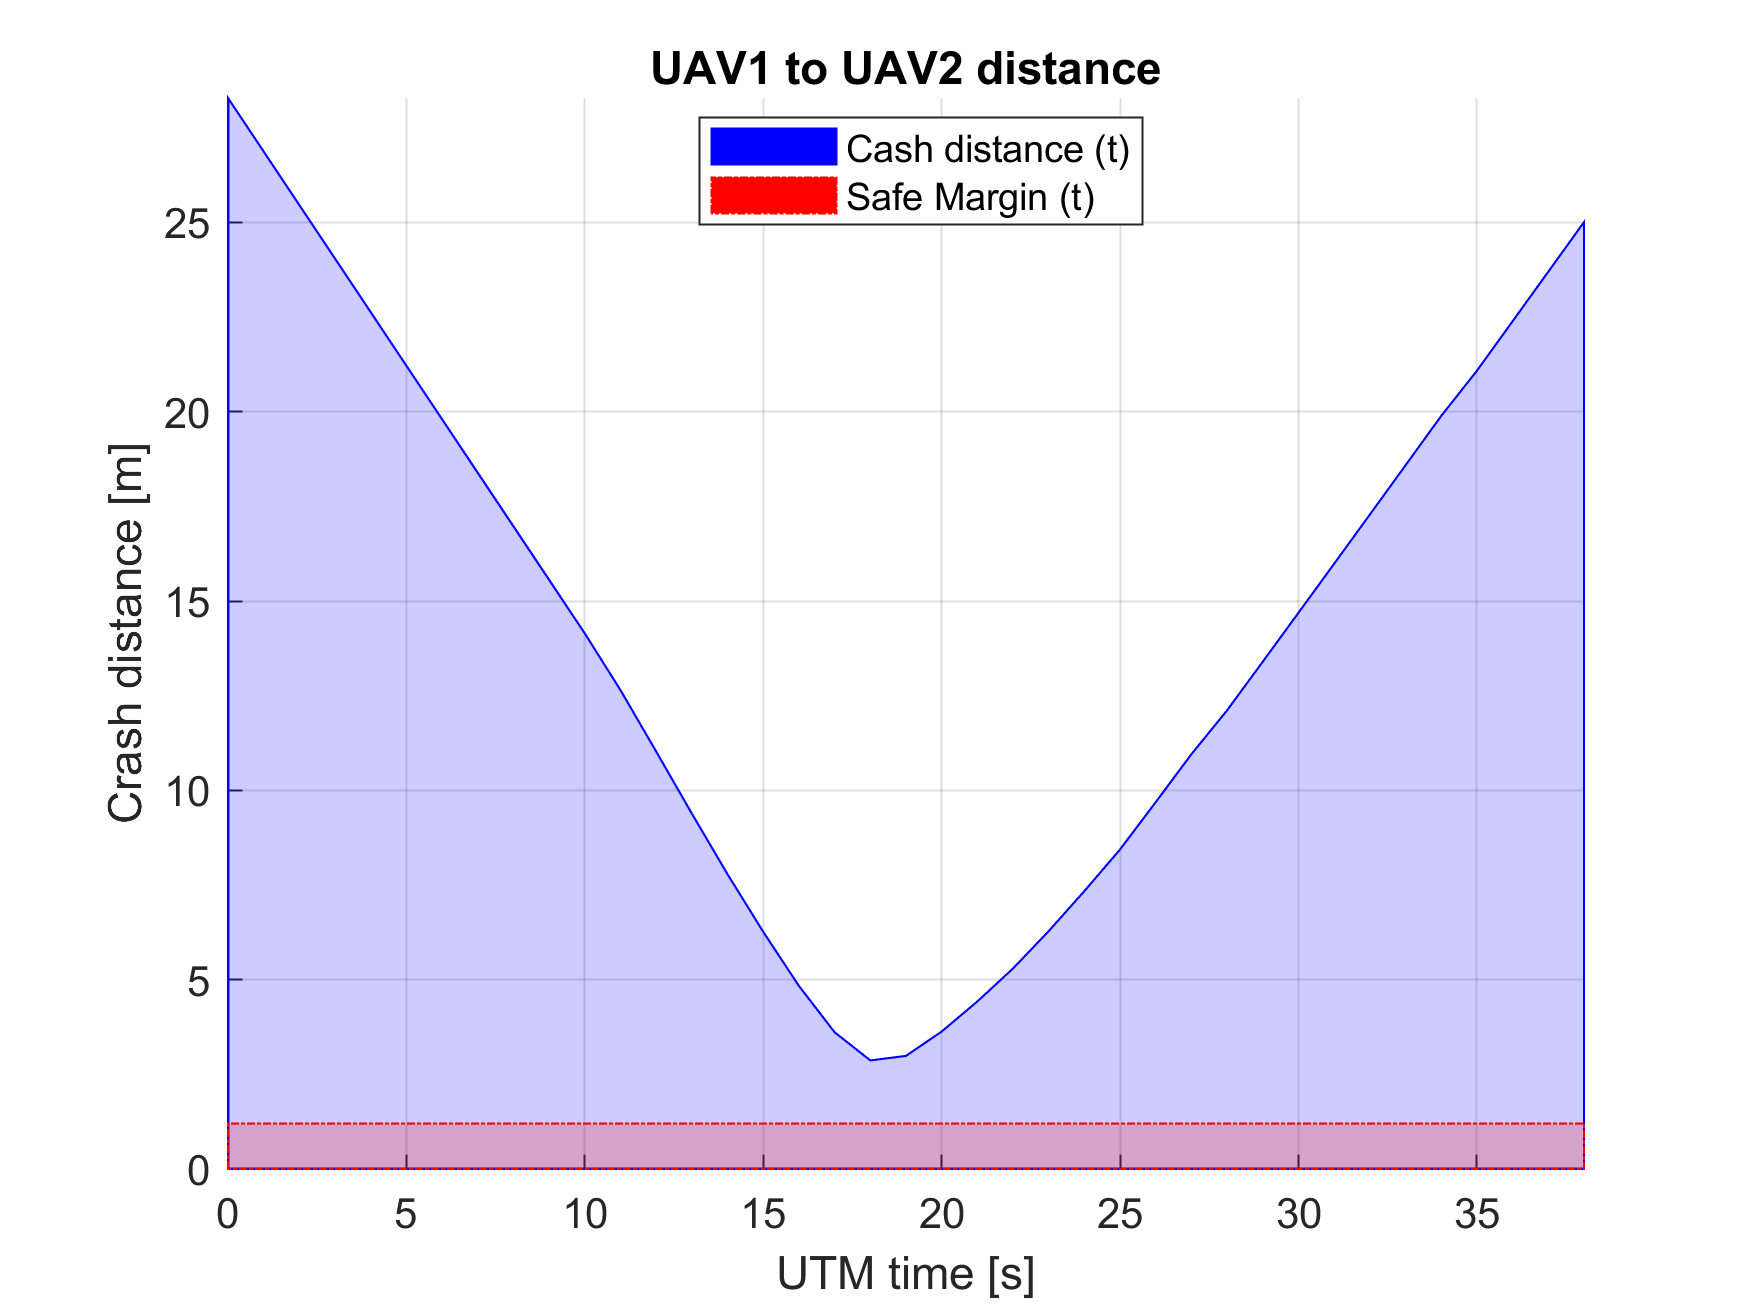 UAV1 to UAV2 distance
Cash distance (t)
Safe Margin (t)
25
20
15
10
5
0
Crash distance [m]
0 5 10 15 20 25 30 35
UTM time [s]